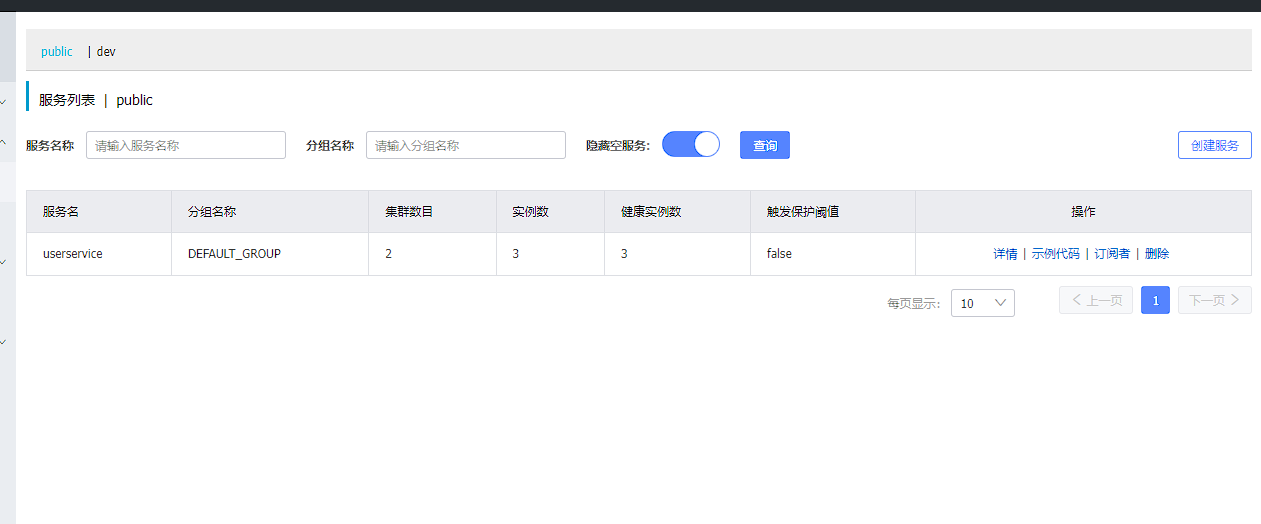 public | dev
服务列表 | public
服务名称 请输入服务名称 分组名称 请输入分组名称 隐藏空服务: 查询 创建服务
服务名 分组名称 集群数目 实例数 健康实例数 触发保护阈值 操作
userservice DEFAULT_GROUP 2 3 3 false 详情 | 示例代码 | 订阅者 | 删除
每页显示: 10 上一页 1 下一页